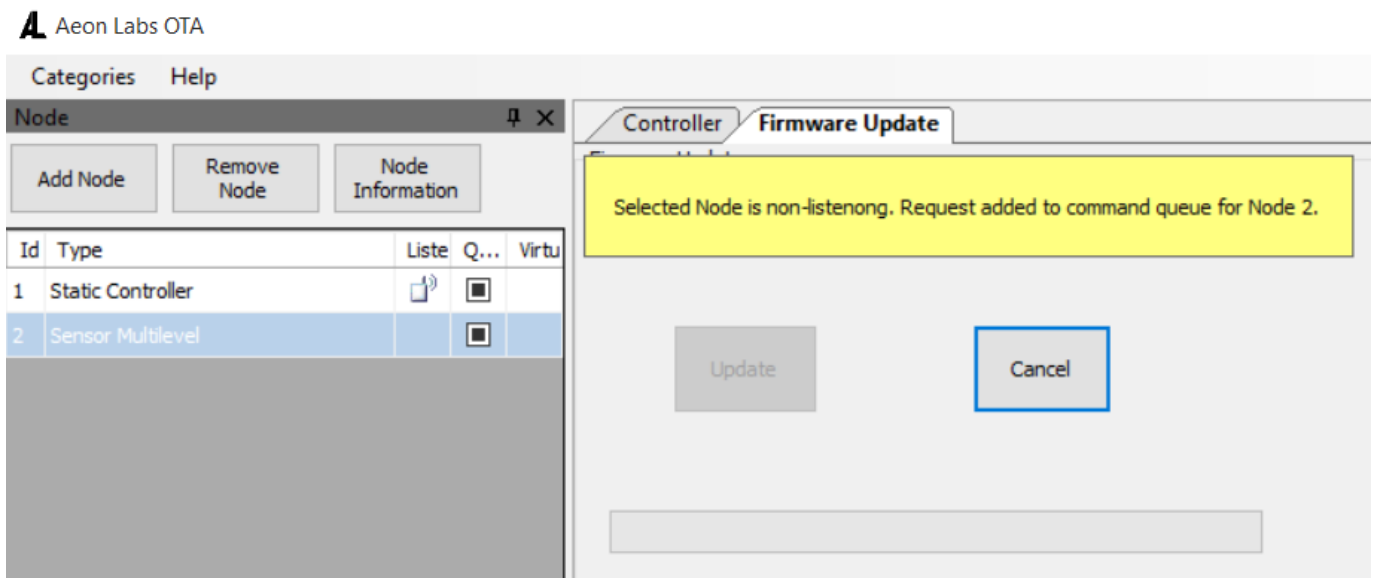 Aeon Labs OTA
Categories Help
Node
Controller Firmware Update
Add Node
Remove
Node
Node
Information
Selected Node is non-listenong. Request added to command queue for Node 2.
Id Type Liste Q... Virtu
1 Static Controller
2 Sensor Multilevel
Update
Cancel